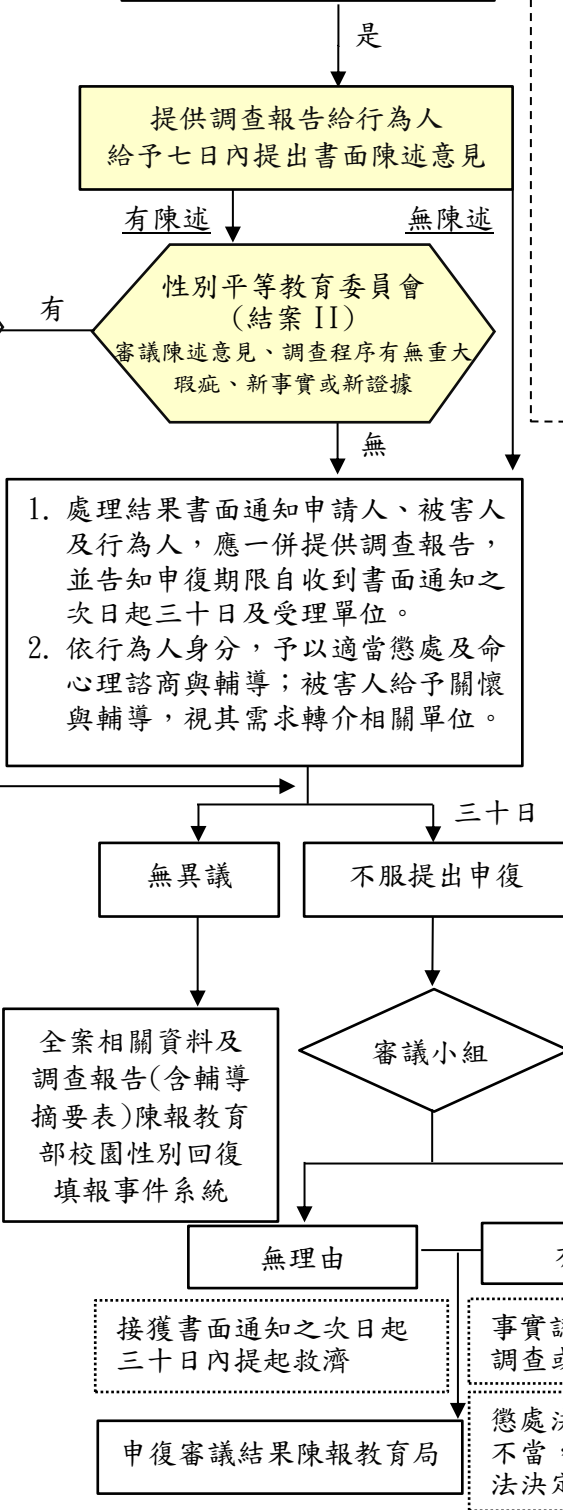 是
提供調查報告給行為人
給予七日內提出書面陳述意見
有陳述
無陳述
性別平等教育委員會
(結案 II)
審議陳述意見、調查程序有無重大
瑕疵、新事實或新證據
有
無
1. 處理結果書面通知申請人、被害人
及行為人，應一併提供調查報告，
並告知申復期限自收到書面通知之
次日起三十日及受理單位。
2. 依行為人身分，予以適當懲處及命
心理諮商與輔導；被害人給予關懷
與輔導，視其需求轉介相關單位。
三十日
無異議
不服提出申復
全案相關資料及
調查報告(含輔導
摘要表)陳報教育
部校園性別回復
填報事件系統
審議小組
無理由
接獲書面通知之次日起
三十日內提起救濟
事實
調查
懲處
不當
法決
申復審議結果陳報教育局